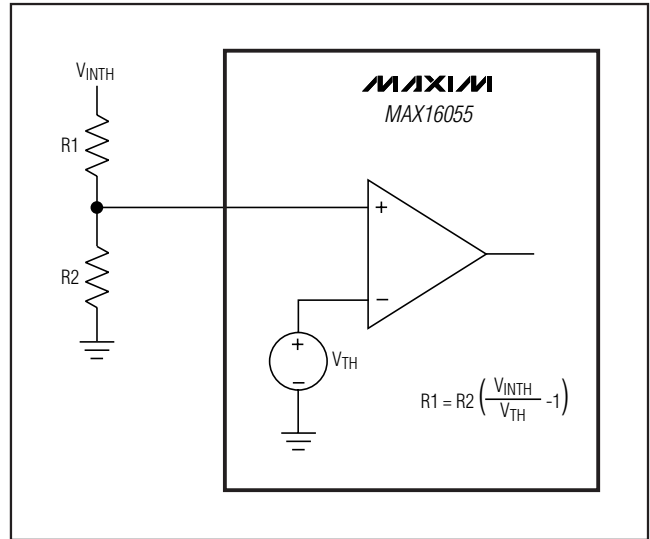 VINTH
MAXIM
MAX16055
R1
+
R2
−
+
−
VTH
R1 = R2 (VINTH/VTH -1)